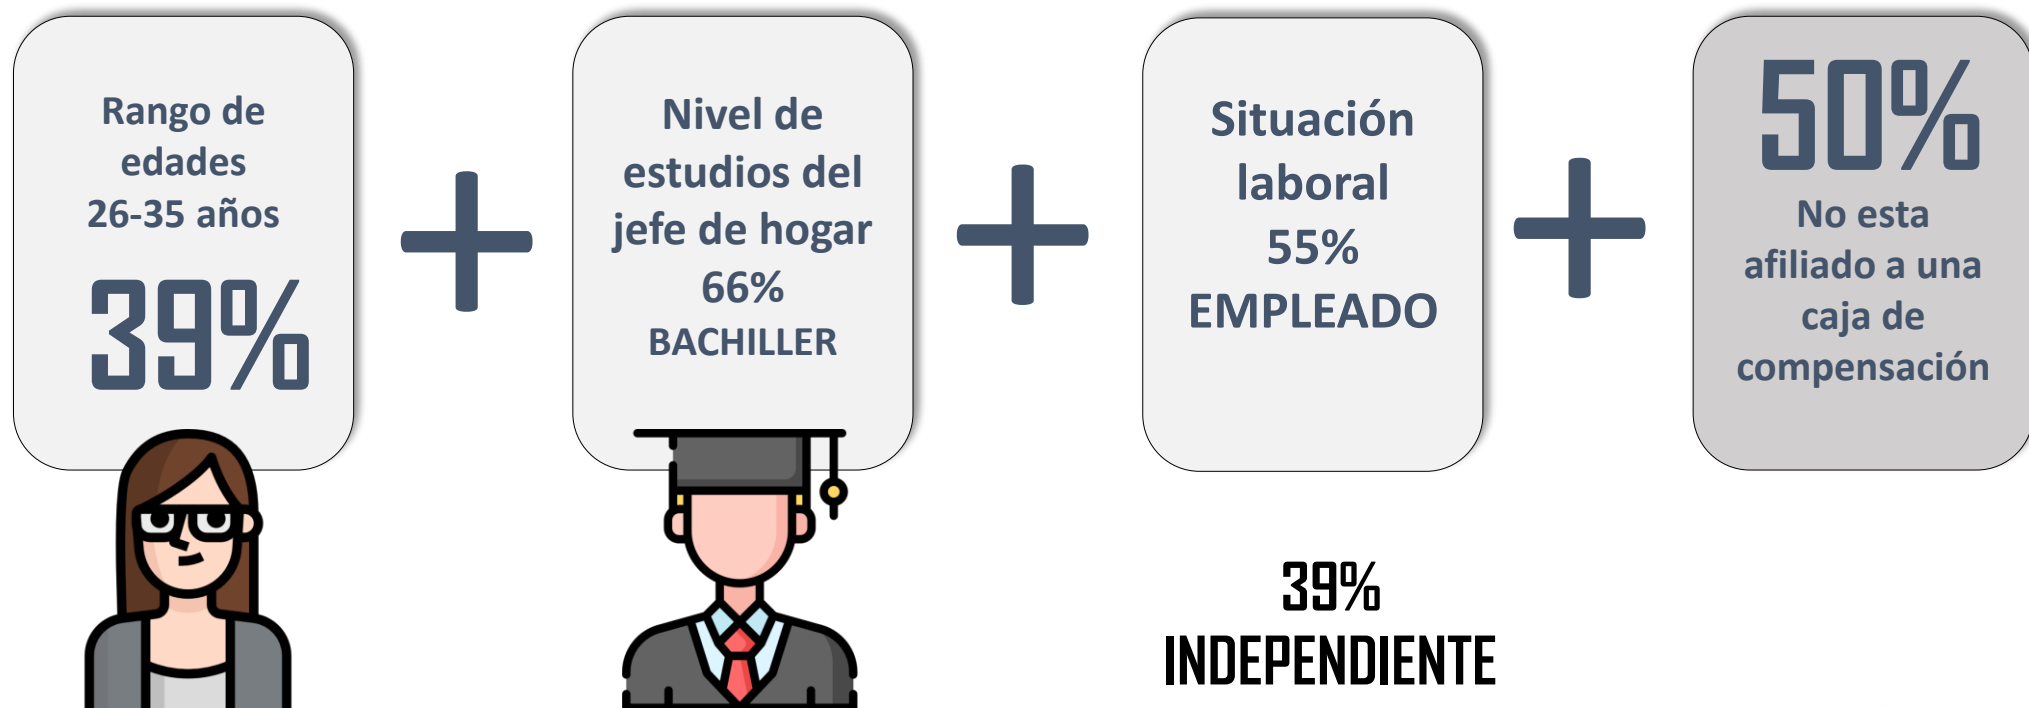 Rango de
edades
26-35 años
39%
Nivel de
estudios del
jefe de hogar
66%
BACHILLER
Situación
laboral
55%
EMPLEADO
50%
No esta
afiliado a una
caja de
compensación
39%
INDEPENDIENTE